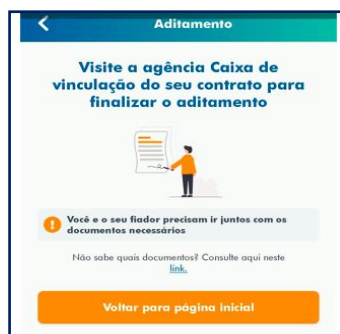 Aditamento
Visite a agência Caixa de
vinculação do seu contrato para
finalizar o aditamento
Você e o seu fiador precisam ir juntos com os
documentos necessários
Não sabe quais documentos? Consulte aqui neste
link.
Voltar para página inicial